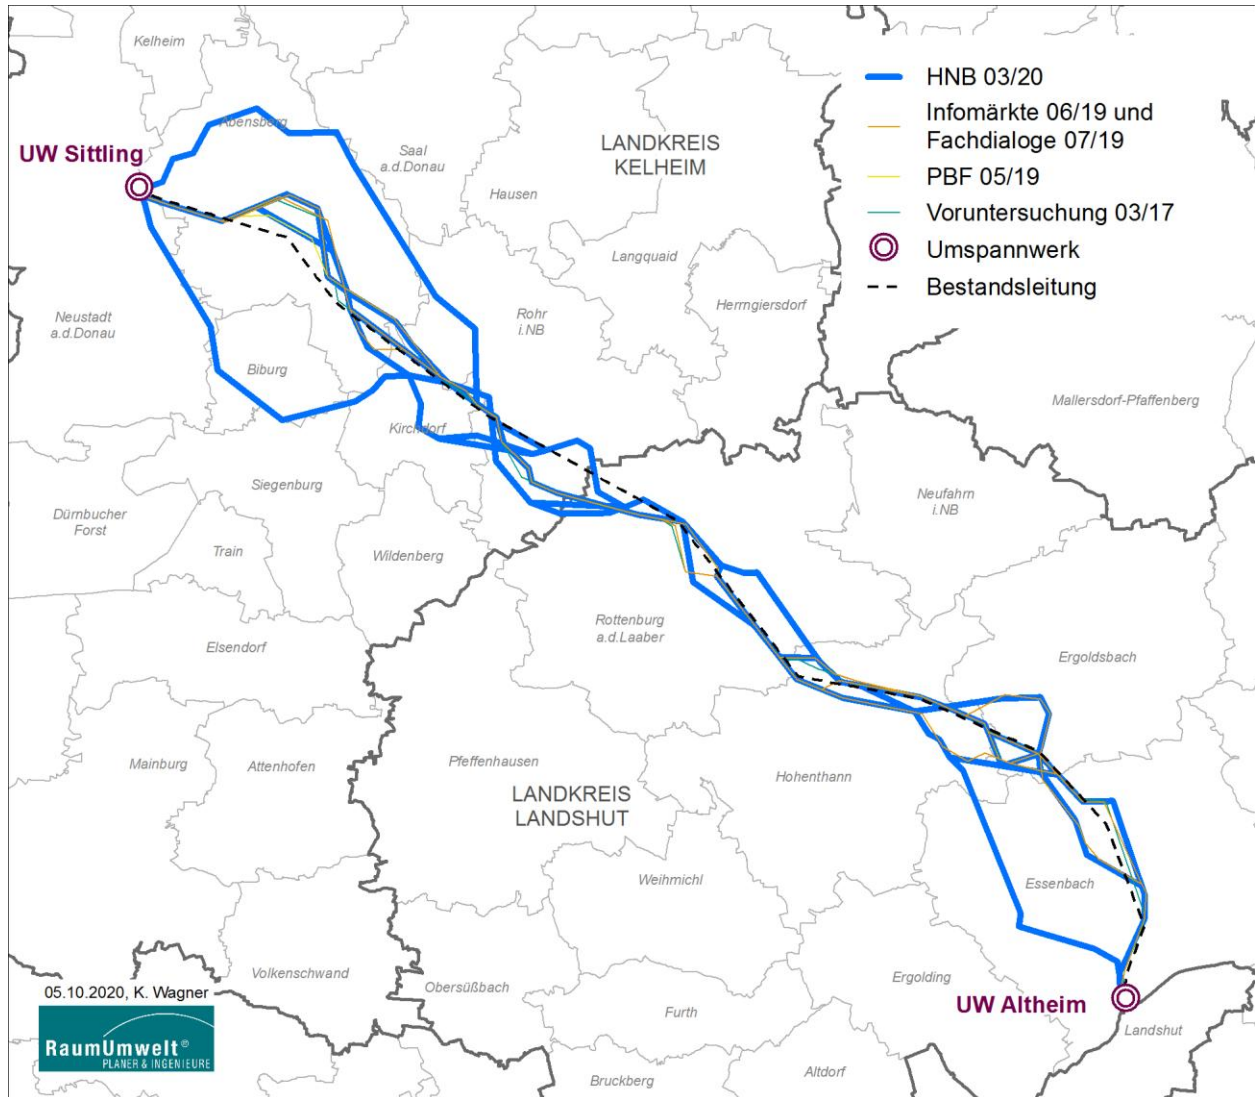 Kelheim
Abensberg
UW Sittling
Saal
a.d.Donau
LANDKREIS
KELHEIM
Hausen
Langquaid
Herrngiersdorf
Rohr
i.NB
Neustadt
a.d.Donau
Biburg
Kirchdorf
Siegenburg
Dürnbucher
Forst
Train
Wildenberg
Mallersdorf-Pfaffenberg
Neufahrn
i.NB
Rottenburg
a.d.Laaber
Elsendorf
Ergoldsbach
Mainburg
Attenhofen
Pfeffenhausen
Hohenthann
LANDKREIS
LANDSHUT
Weihmichl
Essenbach
Volkenschwand
Obersüßbach
Furth
Ergolding
UW Altheim
Landshut
Altdorf
Bruckberg
HNB 03/20
Infomärkte 06/19 und
Fachdialoge 07/19
PBF 05/19
Voruntersuchung 03/17
Umspannwerk
Bestandsleitung
05.10.2020, K. Wagner
RaumUmwelt®
PLANER & INGENIEURE